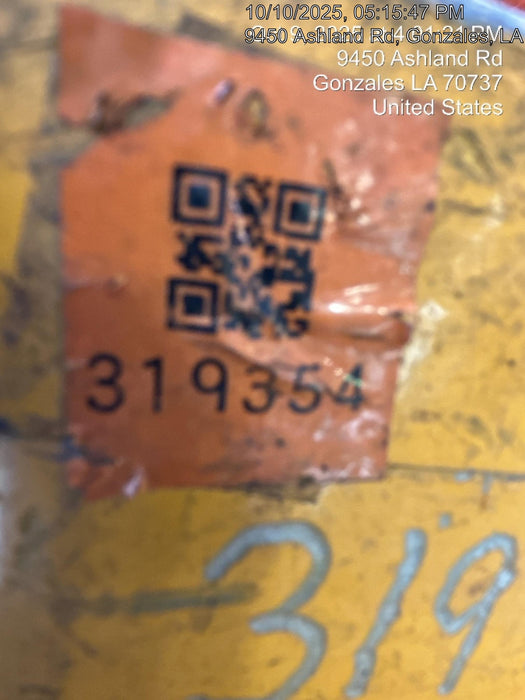 10/10/2025, 05:15:47 PM
9450 Ashland Rd, Gonzales, LA
9450 Ashland Rd
Gonzales LA 70737
United States
319354
319